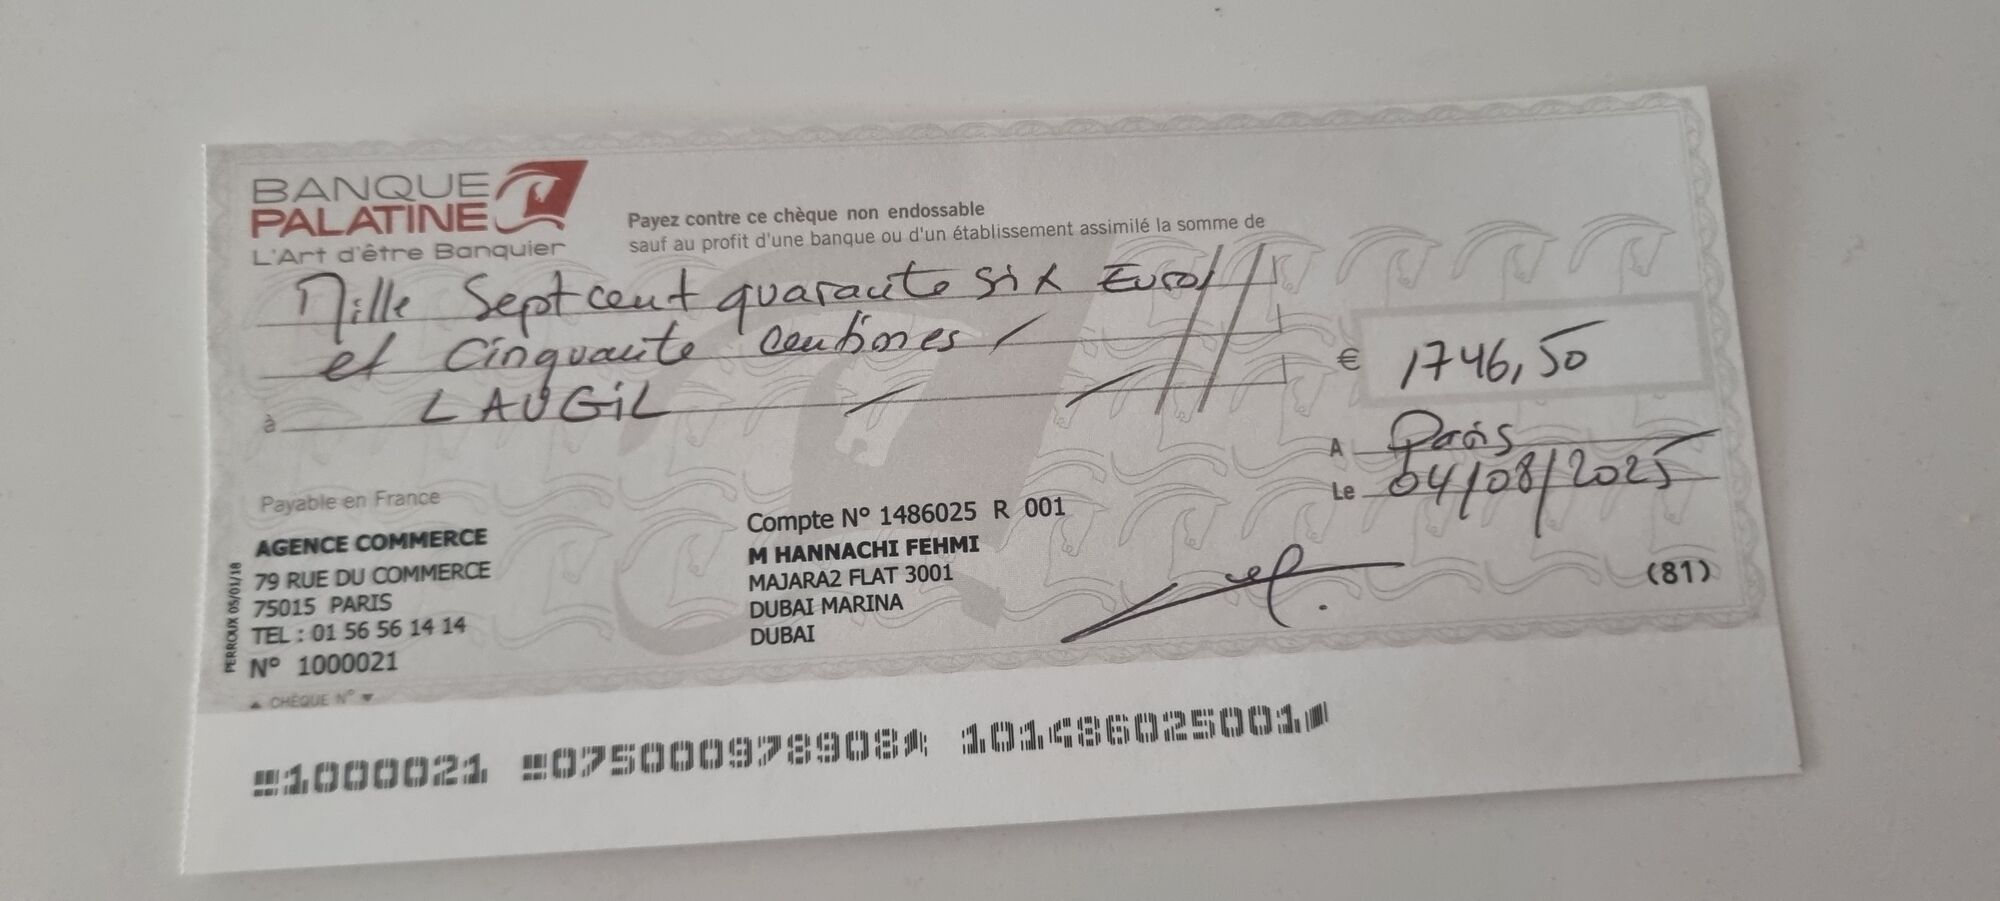 BANQUE
PALATINE
L'Art d'être Banquier
Payez contre ce chèque non endossable
sauf au profit d'une banque ou d'un établissement assimilé la somme de
Mille Sept cent quarante six Euros
et Cinquante centimes
€ 1746,50
à LAUGIL
A Paris
Le 04/08/2025
Payable en France
AGENCE COMMERCE
79 RUE DU COMMERCE
75015 PARIS
TEL : 01 56 56 14 14
N° 1000021
CHÈQUE N°
PERROUX 05/01/18
Compte N° 1486025 R 001
M HANNACHI FEHMI
MAJARA2 FLAT 3001
DUBAI MARINA
DUBAI
(81)
1000021 075000978908 101486025001